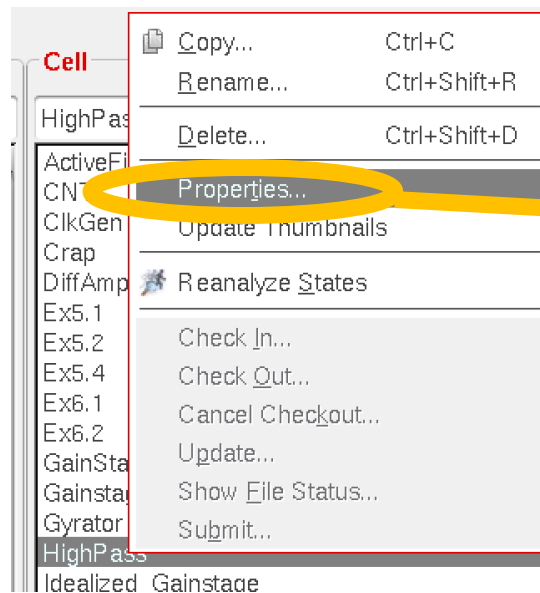 Cell
HighPas
ActiveFi
CNT
ClkGen
Crap
DiffAmp
Ex5.1
Ex5.2
Ex5.4
Ex6.1
Ex6.2
GainSta
Gainsta
Gyrator
HighPass
Idealized_Gainstage
Copy... Ctrl+C
Rename... Ctrl+Shift+R
Delete... Ctrl+Shift+D
Properties...
Update Thumbnails
Reanalyze States
Check In...
Check Out...
Cancel Checkout...
Update...
Show File Status...
Submit...